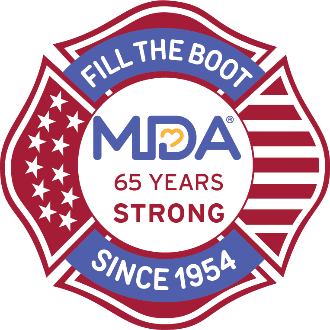 FILL THE BOOT
MDA®
65 YEARS
STRONG
SINCE 1954